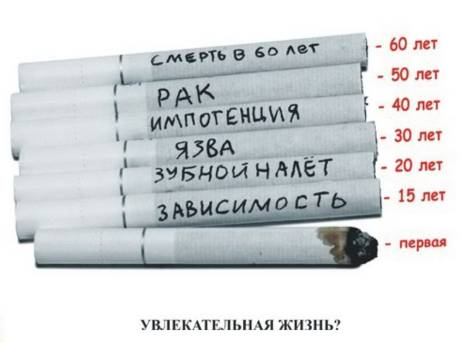 СМЕРТЬ В 60 лет - 60 лет
- 50 лет
РАК - 40 лет
ИМПОТЕНЦИЯ
- 30 лет
ЯЗВА
- 20 лет
ЗУБНОЙ НАЛЁТ
- 15 лет
ЗАВИСИМОСТЬ
- первая
УВЛЕКАТЕЛЬНАЯ ЖИЗНЬ?